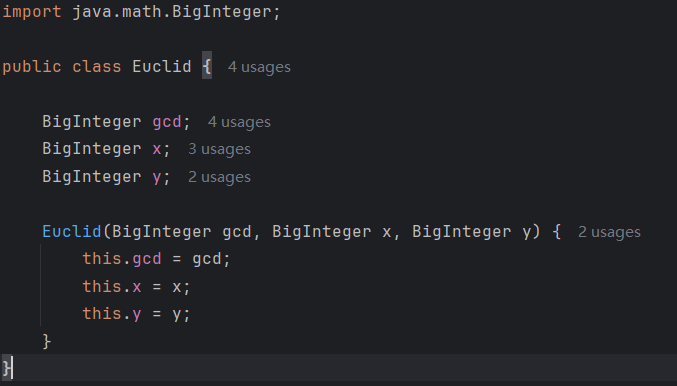 import java.math.BigInteger;
public class Euclid { 4 usages
BigInteger gcd; 4 usages
BigInteger x; 3 usages
BigInteger y; 2 usages
Euclid(BigInteger gcd, BigInteger x, BigInteger y) { 2 usages
this.gcd = gcd;
this.x = x;
this.y = y;
}
}